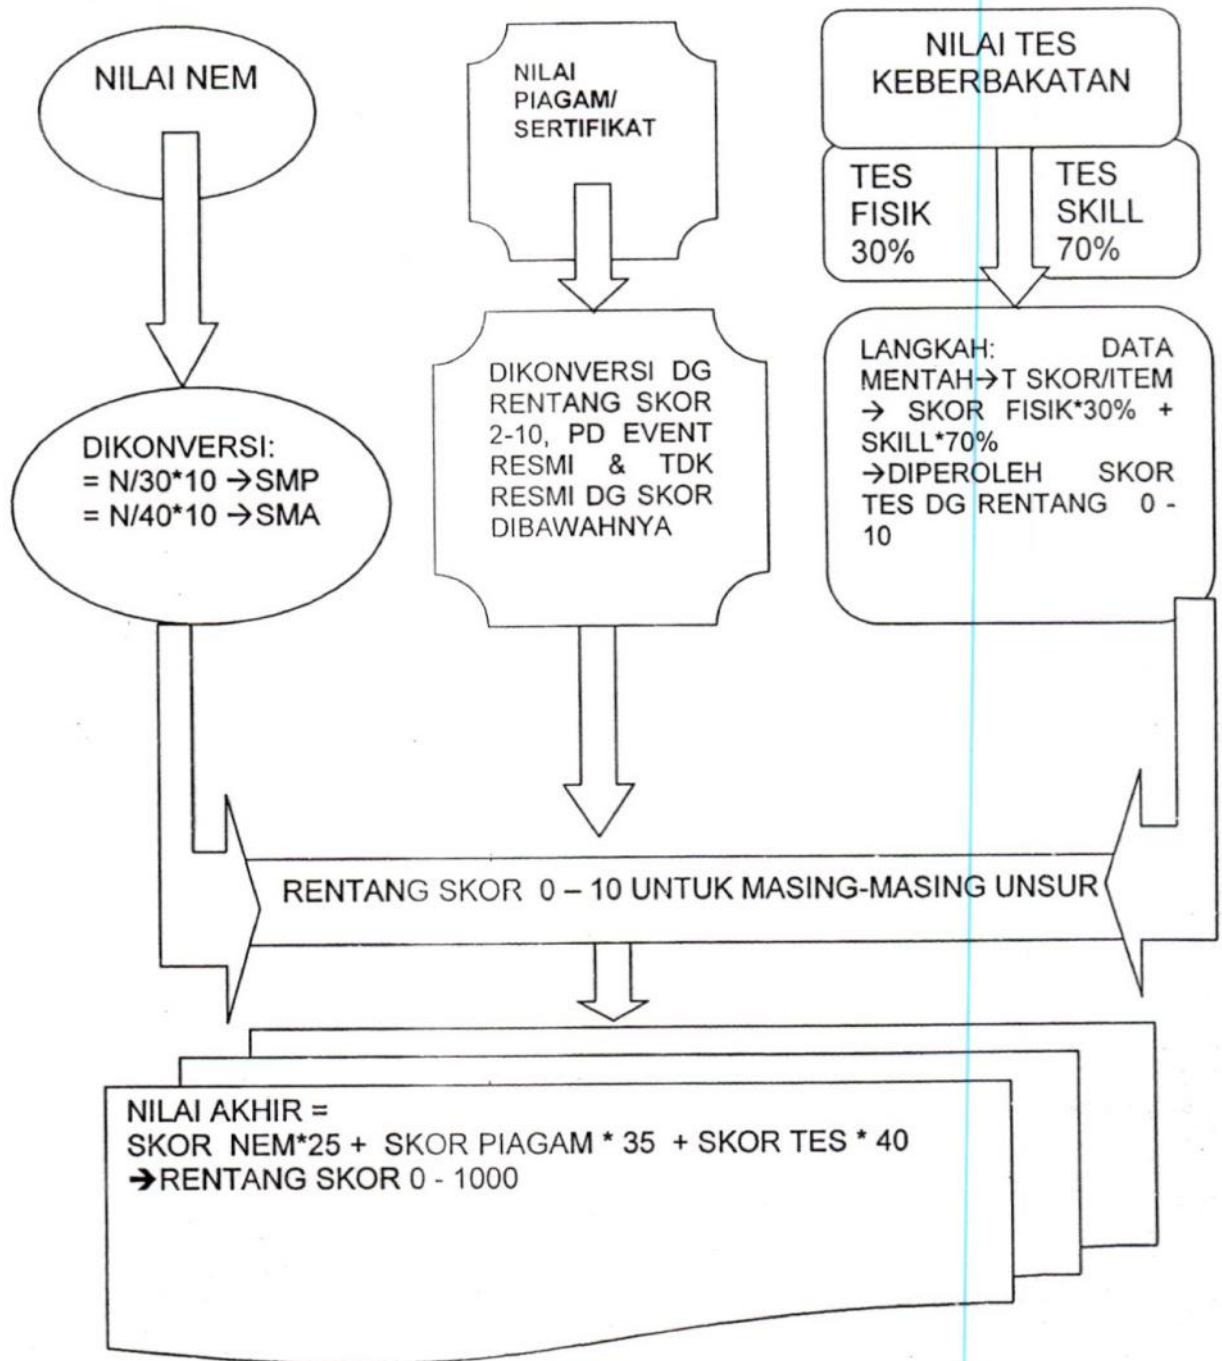 NILAI NEM
NILAI
PIAGAM/
SERTIFIKAT
NILAI TES
KEBERBAKATAN
TES
FISIK
30%
TES
SKILL
70%
DIKONVERSI:
= N/30*10 →SMP
= N/40*10 →SMA
DIKONVERSI DG
RENTANG SKOR
2-10, PD EVENT
RESMI & TDK
RESMI DG SKOR
DIBAWAHNYA
LANGKAH: DATA
MENTAH→T SKOR/ITEM
→ SKOR FISIK*30% +
SKILL*70%
→DIPEROLEH SKOR
TES DG RENTANG 0 -
10
RENTANG SKOR 0 – 10 UNTUK MASING-MASING UNSUR
NILAI AKHIR =
SKOR NEM*25 + SKOR PIAGAM * 35 + SKOR TES * 40
→RENTANG SKOR 0 - 1000